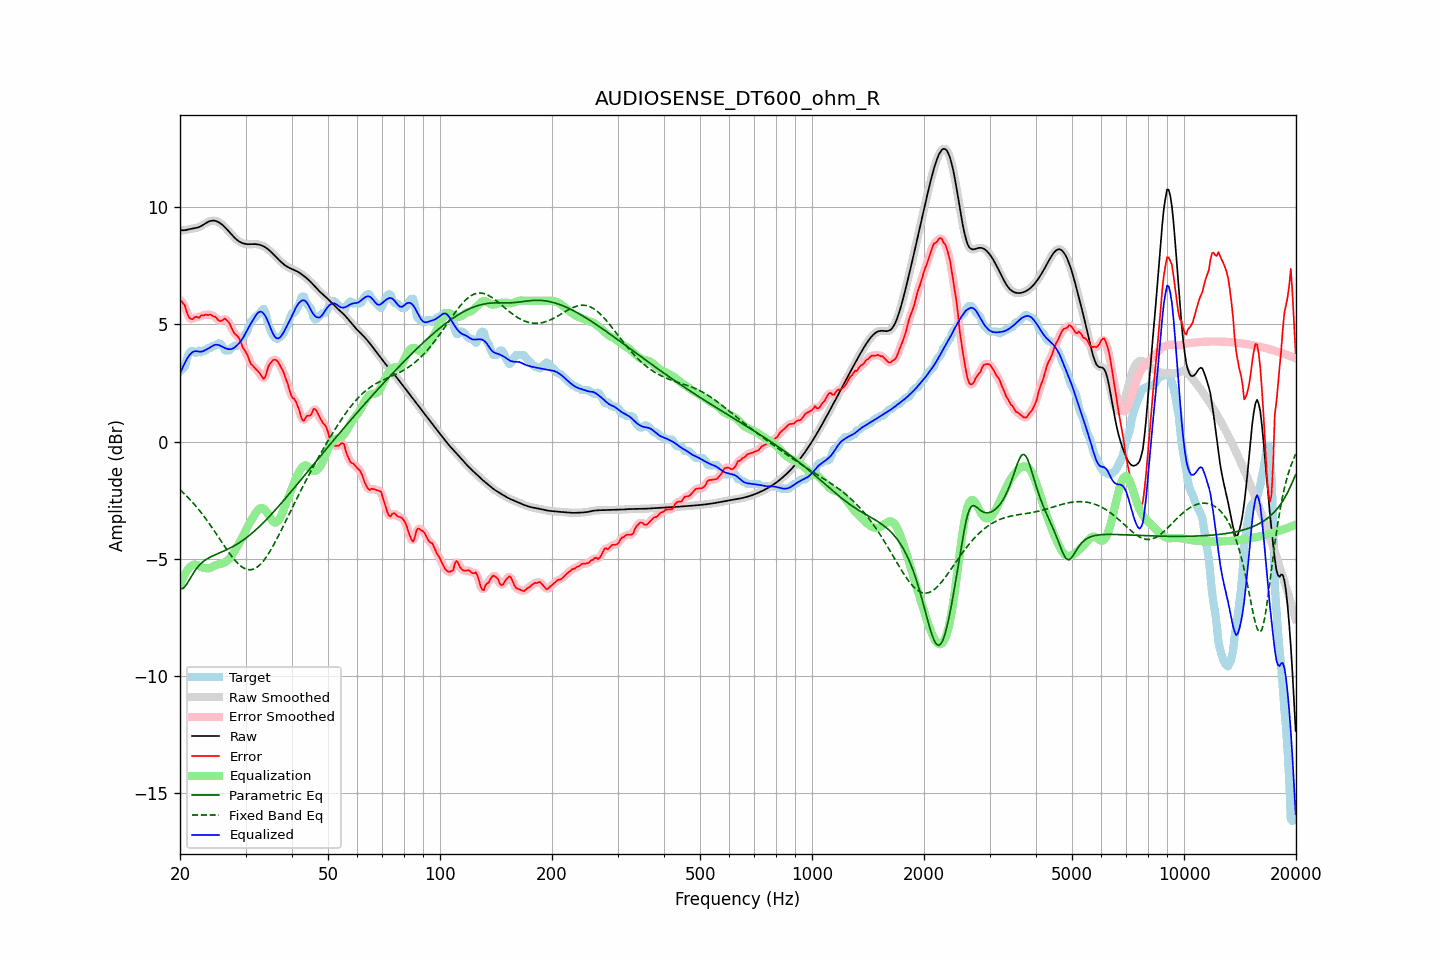 AUDIOSENSE_DT600_ohm_R
Amplitude (dBr)
10
5
0
−5
−10
−15
Target
Raw Smoothed
Error Smoothed
Raw
Error
Equalization
Parametric Eq
Fixed Band Eq
Equalized
20
50
100
200
500
1000
2000
5000
10000
20000
Frequency (Hz)